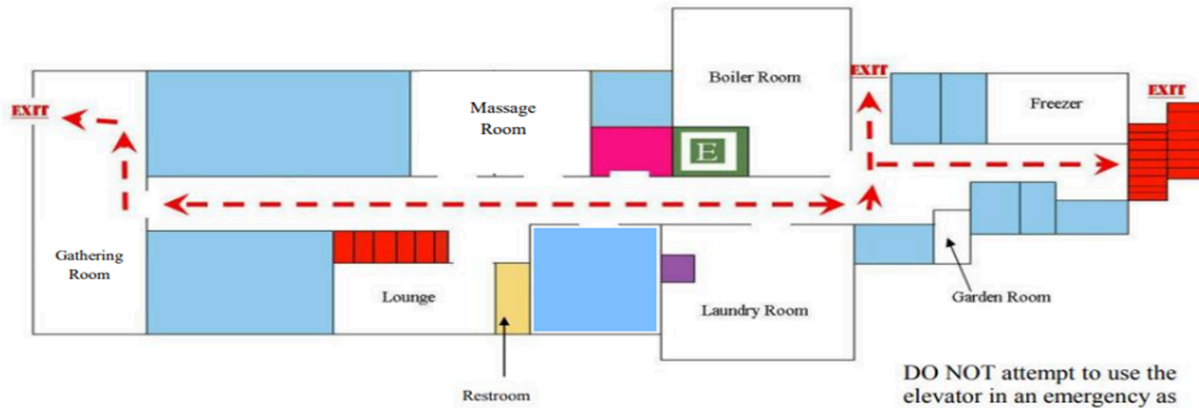 Boiler Room
EXIT
Freezer
EXIT
EXIT
Massage
Room
E
Gathering
Room
Lounge
Laundry Room
Garden Room
Restroom
DO NOT attempt to use the
elevator in an emergency as